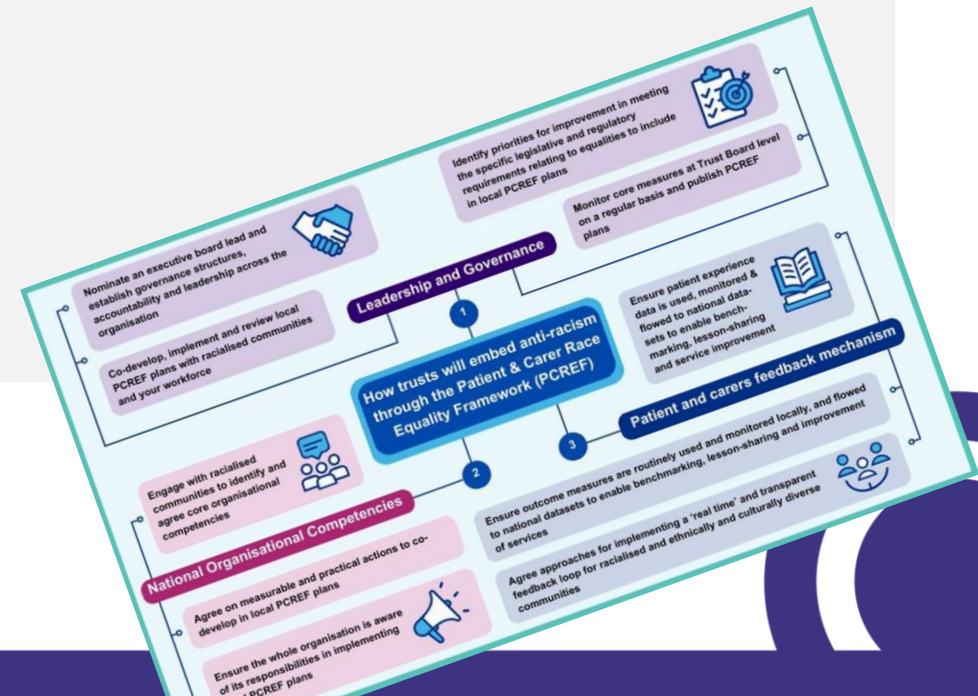 Identify priorities for improvement in meeting
the specific legislative and regulatory
requirements relating to equalities to include
in local PCREF plans
Monitor core measures at Trust Board level
on a regular basis and publish PCREF
plans
Nominate an executive board lead and
establish governance structures,
accountability and leadership across the
organisation
Co-develop, implement and review local
PCREF plans with racialised communities
and your workforce
Leadership and Governance
1
How trusts will embed anti-racism
through the Patient & Carer Race
Equality Framework (PCREF)
Ensure patient experience
data is used, monitored &
flowed to national data-
sets to enable bench-
marking, lesson-sharing
and service improvement
Patient and carers feedback mechanism
3
Ensure outcome measures are routinely used and monitored locally, and flowed
to national datasets to enable benchmarking, lesson-sharing and improvement
of services
Agree approaches for implementing a 'real time' and transparent
feedback loop for racialised and ethnically and culturally diverse
communities
2
Engage with racialised
communities to identify and
agree core organisational
competencies
National Organisational Competencies
Agree on measurable and practical actions to co-
develop in local PCREF plans
Ensure the whole organisation is aware
of its responsibilities in implementing
PCREF plans